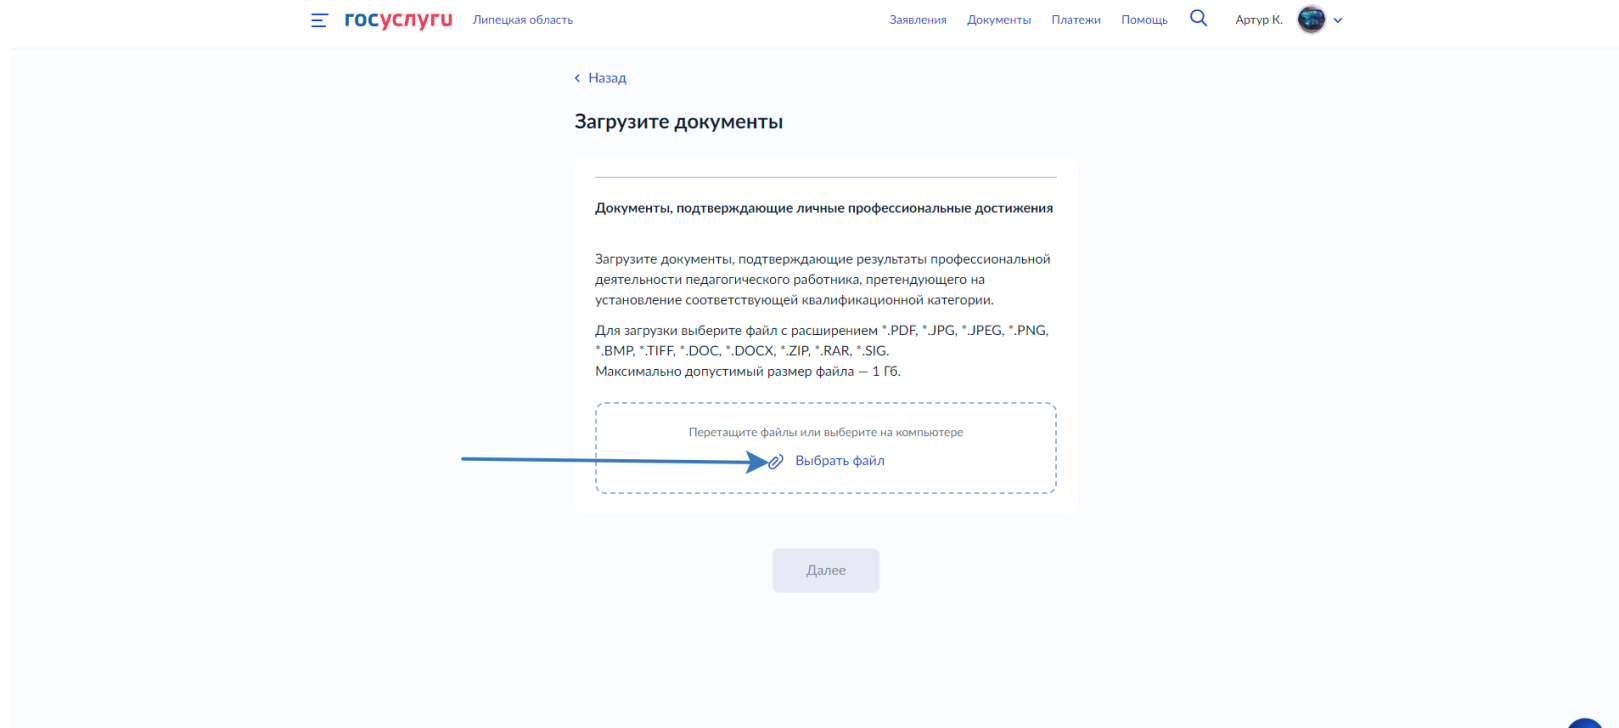 госуслуги Липецкая область Заявления Документы Платежи Помощь Артур К.
Назад
Загрузите документы
Документы, подтверждающие личные профессиональные достижения
Загрузите документы, подтверждающие результаты профессиональной
деятельности педагогического работника, претендующего на
установление соответствующей квалификационной категории.
Для загрузки выберите файл с расширением *.PDF, *.JPG, *.JPEG, *.PNG,
*.BMP, *.TIFF, *.DOC, *.DOCX, *.ZIP, *.RAR, *.SIG.
Максимально допустимый размер файла — 1 Гб.
Перетащите файлы или выберите на компьютере
Выбрать файл
Далее